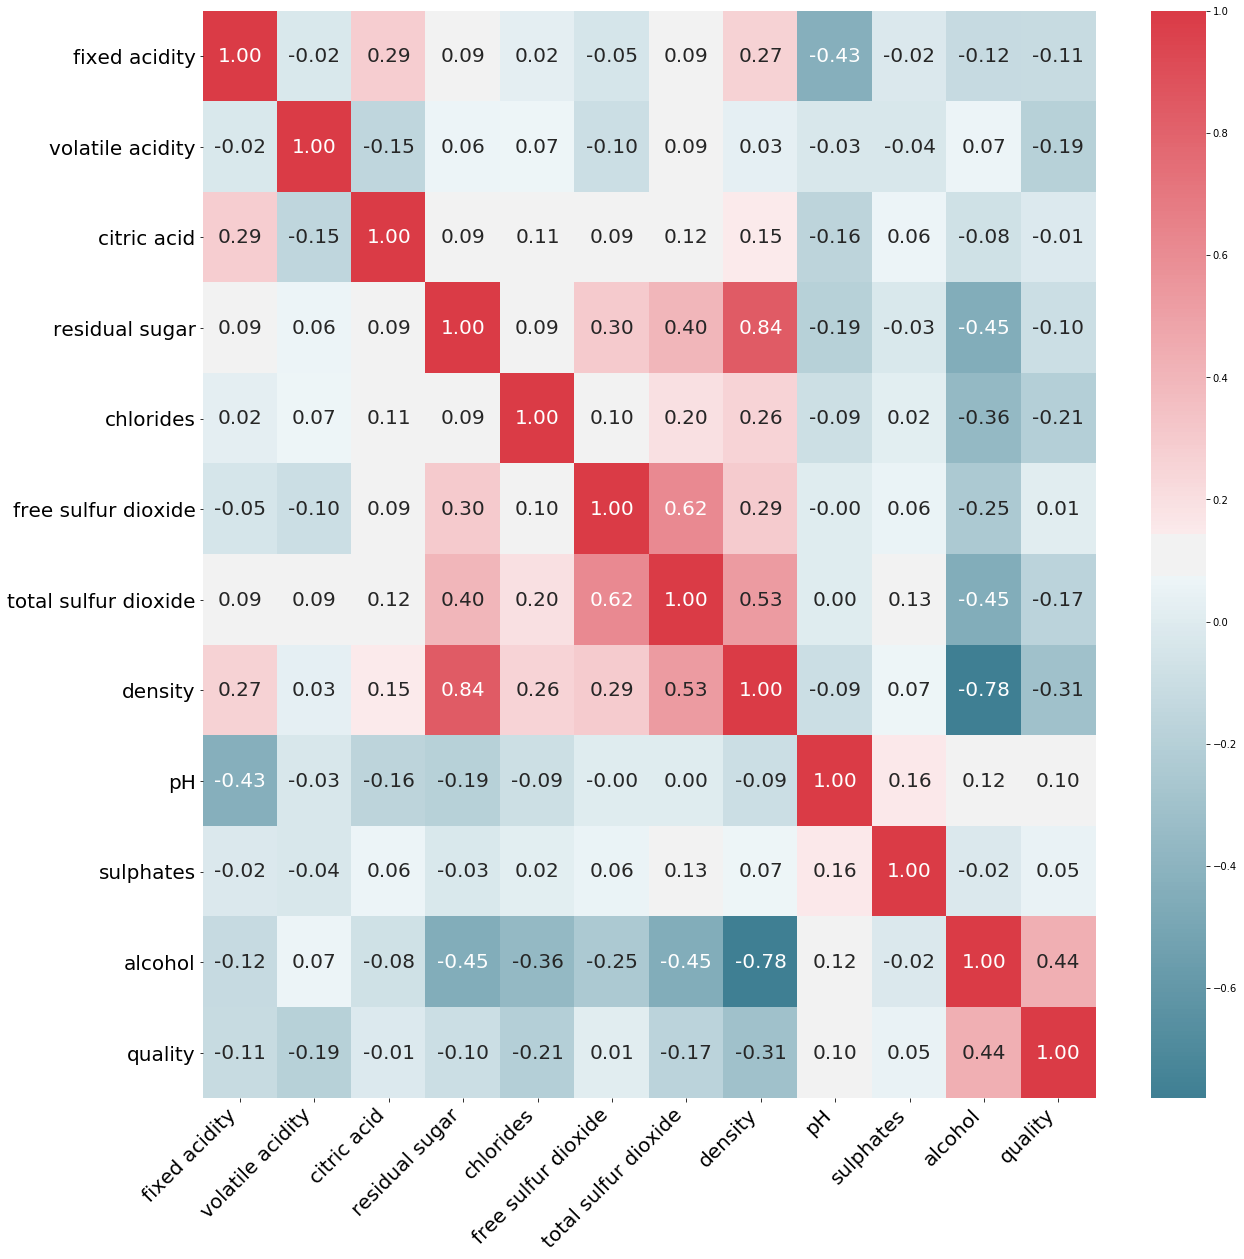 fixed acidity 1.00 -0.02 0.29 0.09 0.02 -0.05 0.09 0.27 -0.43 -0.02 -0.12 -0.11
volatile acidity -0.02 1.00 -0.15 0.06 0.07 -0.10 0.09 0.03 -0.03 -0.04 0.07 -0.19
citric acid 0.29 -0.15 1.00 0.09 0.11 0.09 0.12 0.15 -0.16 0.06 -0.08 -0.01
residual sugar 0.09 0.06 0.09 1.00 0.09 0.30 0.40 0.84 -0.19 -0.03 -0.45 -0.10
chlorides 0.02 0.07 0.11 0.09 1.00 0.10 0.20 0.26 -0.09 0.02 -0.36 -0.21
free sulfur dioxide -0.05 -0.10 0.09 0.30 0.10 1.00 0.62 0.29 -0.00 0.06 -0.25 0.01
total sulfur dioxide 0.09 0.09 0.12 0.40 0.20 0.62 1.00 0.53 0.00 0.13 -0.45 -0.17
density 0.27 0.03 0.15 0.84 0.26 0.29 0.53 1.00 -0.09 0.07 -0.78 -0.31
pH -0.43 -0.03 -0.16 -0.19 -0.09 -0.00 0.00 -0.09 1.00 0.16 0.12 0.10
sulphates -0.02 -0.04 0.06 -0.03 0.02 0.06 0.13 0.07 0.16 1.00 -0.02 0.05
alcohol -0.12 0.07 -0.08 -0.45 -0.36 -0.25 -0.45 -0.78 0.12 -0.02 1.00 0.44
quality -0.11 -0.19 -0.01 -0.10 -0.21 0.01 -0.17 -0.31 0.10 0.05 0.44 1.00
fixed acidity
volatile acidity
citric acid
residual sugar
chlorides
free sulfur dioxide
total sulfur dioxide
density
pH
sulphates
alcohol
quality
1.0
0.8
0.6
0.4
0.2
0.0
−0.2
−0.4
−0.6